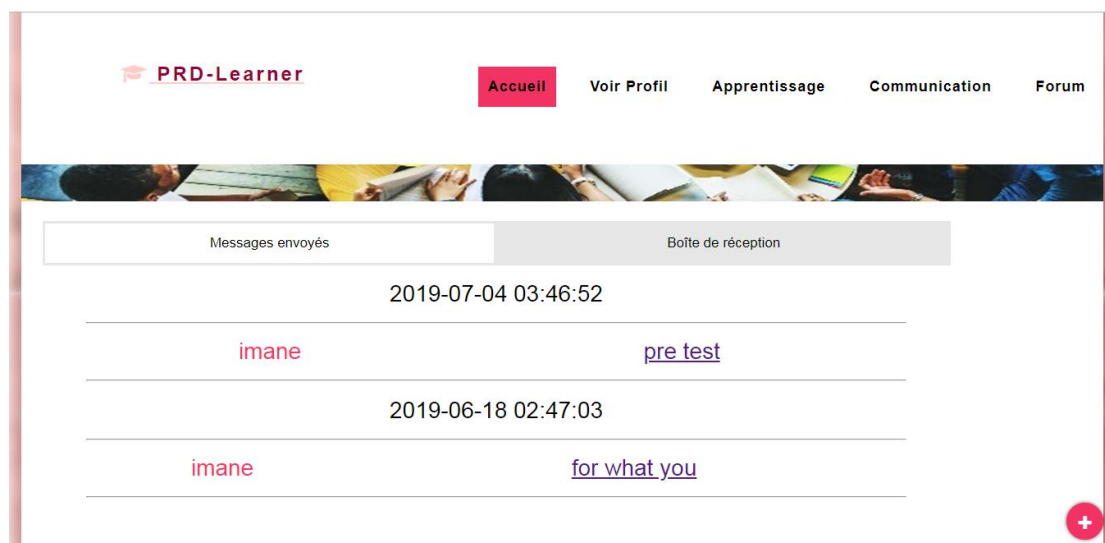 PRD-Learner
Accueil Voir Profil Apprentissage Communication Forum
Messages envoyés Boîte de réception
2019-07-04 03:46:52
imane pre test
2019-06-18 02:47:03
imane for what you
+